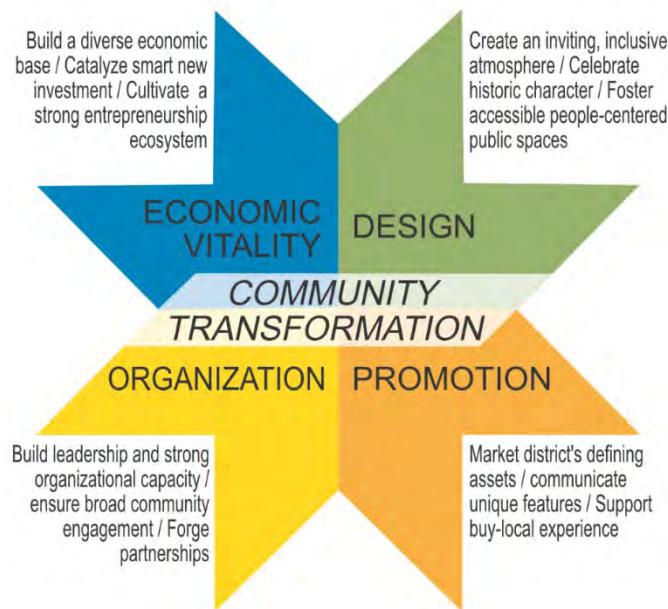 Build a diverse economic
base / Catalyze smart new
investment / Cultivate a
strong entrepreneurship
ecosystem
Create an inviting, inclusive
atmosphere / Celebrate
historic character / Foster
accessible people-centered
public spaces
ECONOMIC
VITALITY
DESIGN
COMMUNITY
TRANSFORMATION
ORGANIZATION
PROMOTION
Build leadership and strong
organizational capacity /
ensure broad community
engagement / Forge
partnerships
Market district's defining
assets / communicate
unique features / Support
buy-local experience